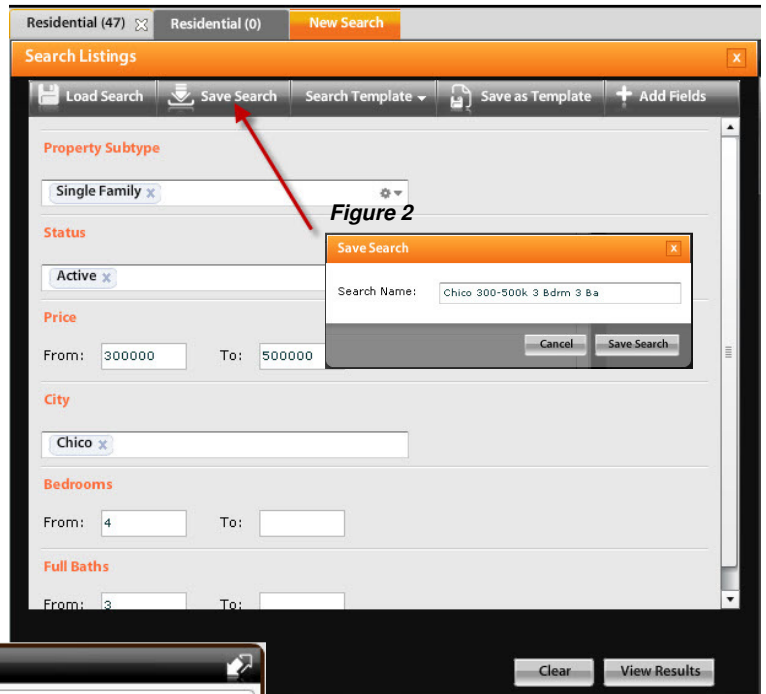 Residential (47) x Residential (0) New Search
Search Listings x
Load Search Save Search Search Template Save as Template Add Fields
Property Subtype
Single Family x
Figure 2
Status
Active x
Save Search x
Search Name: Chico 300-500k 3 Bdrm 3 Ba
Cancel Save Search
Price
From: 300000 To: 500000
City
Chico x
Bedrooms
From: 4 To:
Full Baths
From: 3 To:
Clear View Results